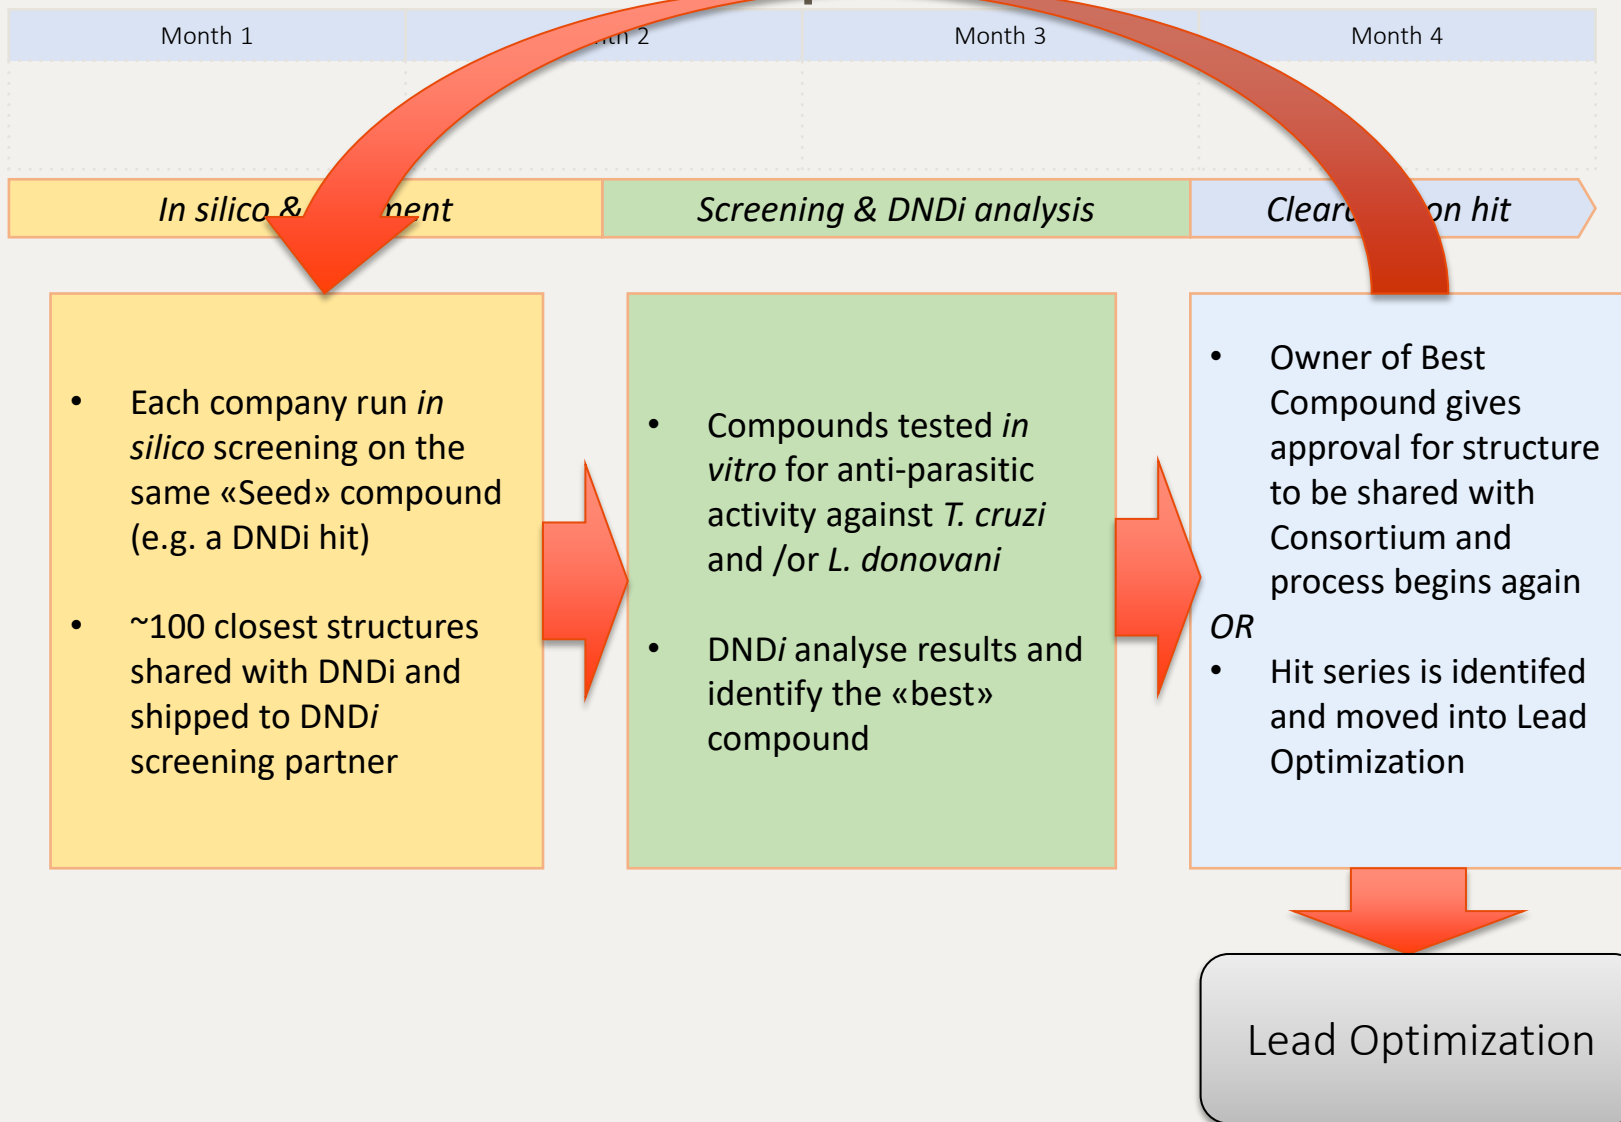 Month 1
2
Month 3
Month 4
In silico &
Screening & DNDi analysis
on hit
• Each company run in
silico screening on the
same «Seed» compound
(e.g. a DNDi hit)
• ~100 closest structures
shared with DNDi and
shipped to DNDi
screening partner
• Compounds tested in
vitro for anti-parasitic
activity against T. cruzi
and /or L. donovani
• DNDi analyse results and
identify the «best»
compound
• Owner of Best
Compound gives
approval for structure
to be shared with
Consortium and
process begins again
OR
• Hit series is identifed
and moved into Lead
Optimization
Lead Optimization